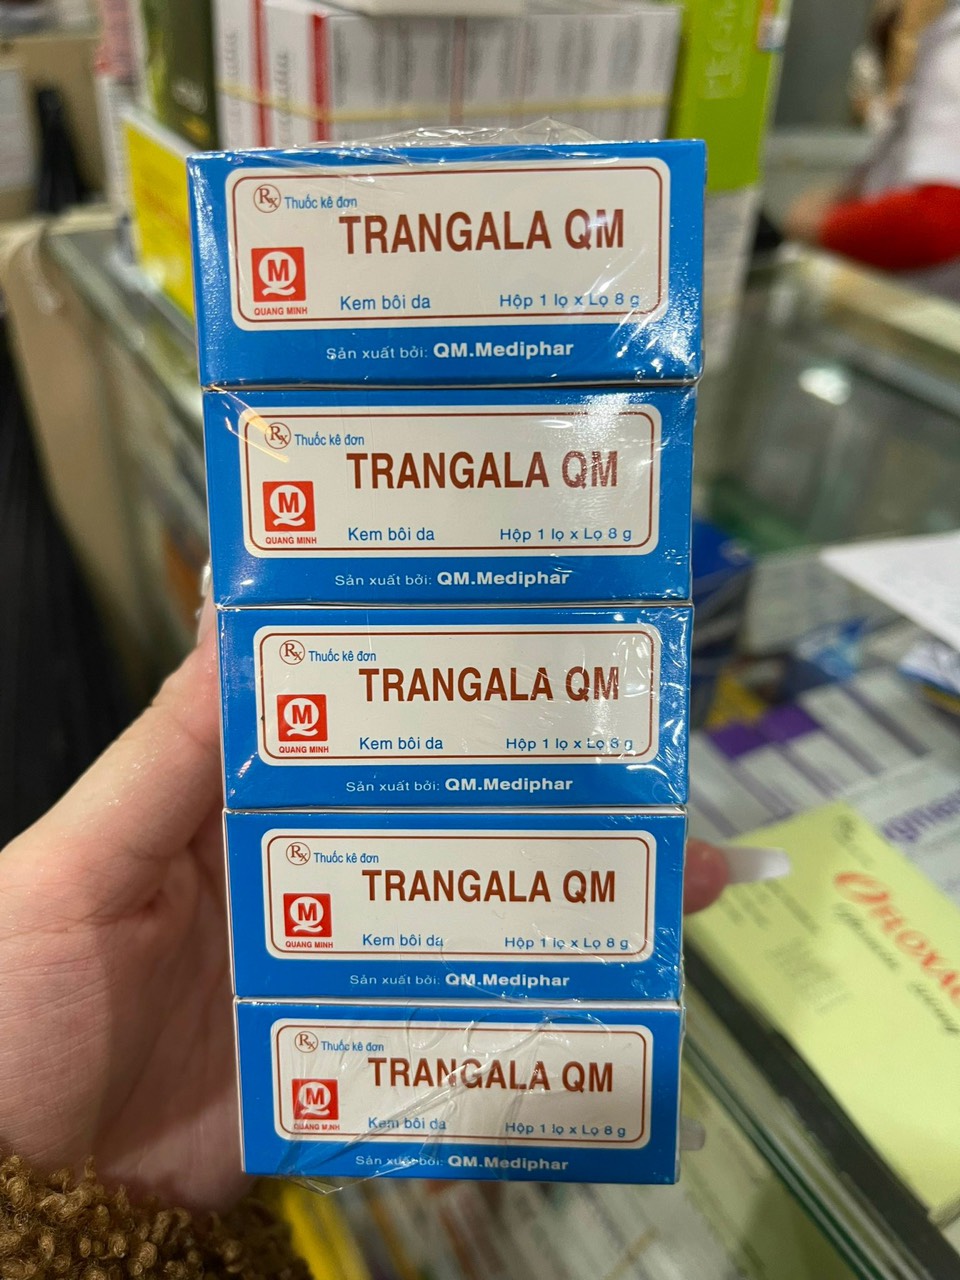 Rx Thuốc kê đơn
TRANGALA QM
M
QUANG MINH
Kem bôi da Hộp 1 lọ x Lọ 8 g
Sản xuất bởi: QM.Mediphar
Rx Thuốc kê đơn
TRANGALA QM
M
QUANG MINH
Kem bôi da Hộp 1 lọ x Lọ 8 g
Sản xuất bởi: QM.Mediphar
Rx Thuốc kê đơn
TRANGALA QM
M
QUANG MINH
Kem bôi da Hộp 1 lọ x Lọ 8 g
Sản xuất bởi: QM.Mediphar
Rx Thuốc kê đơn
TRANGALA QM
M
QUANG MINH
Kem bôi da Hộp 1 lọ x Lọ 8 g
Sản xuất bởi: QM.Mediphar
Rx Thuốc kê đơn
TRANGALA QM
M
QUANG MINH
Kem bôi da Hộp 1 lọ x Lọ 8 g
Sản xuất bởi: QM.Mediphar